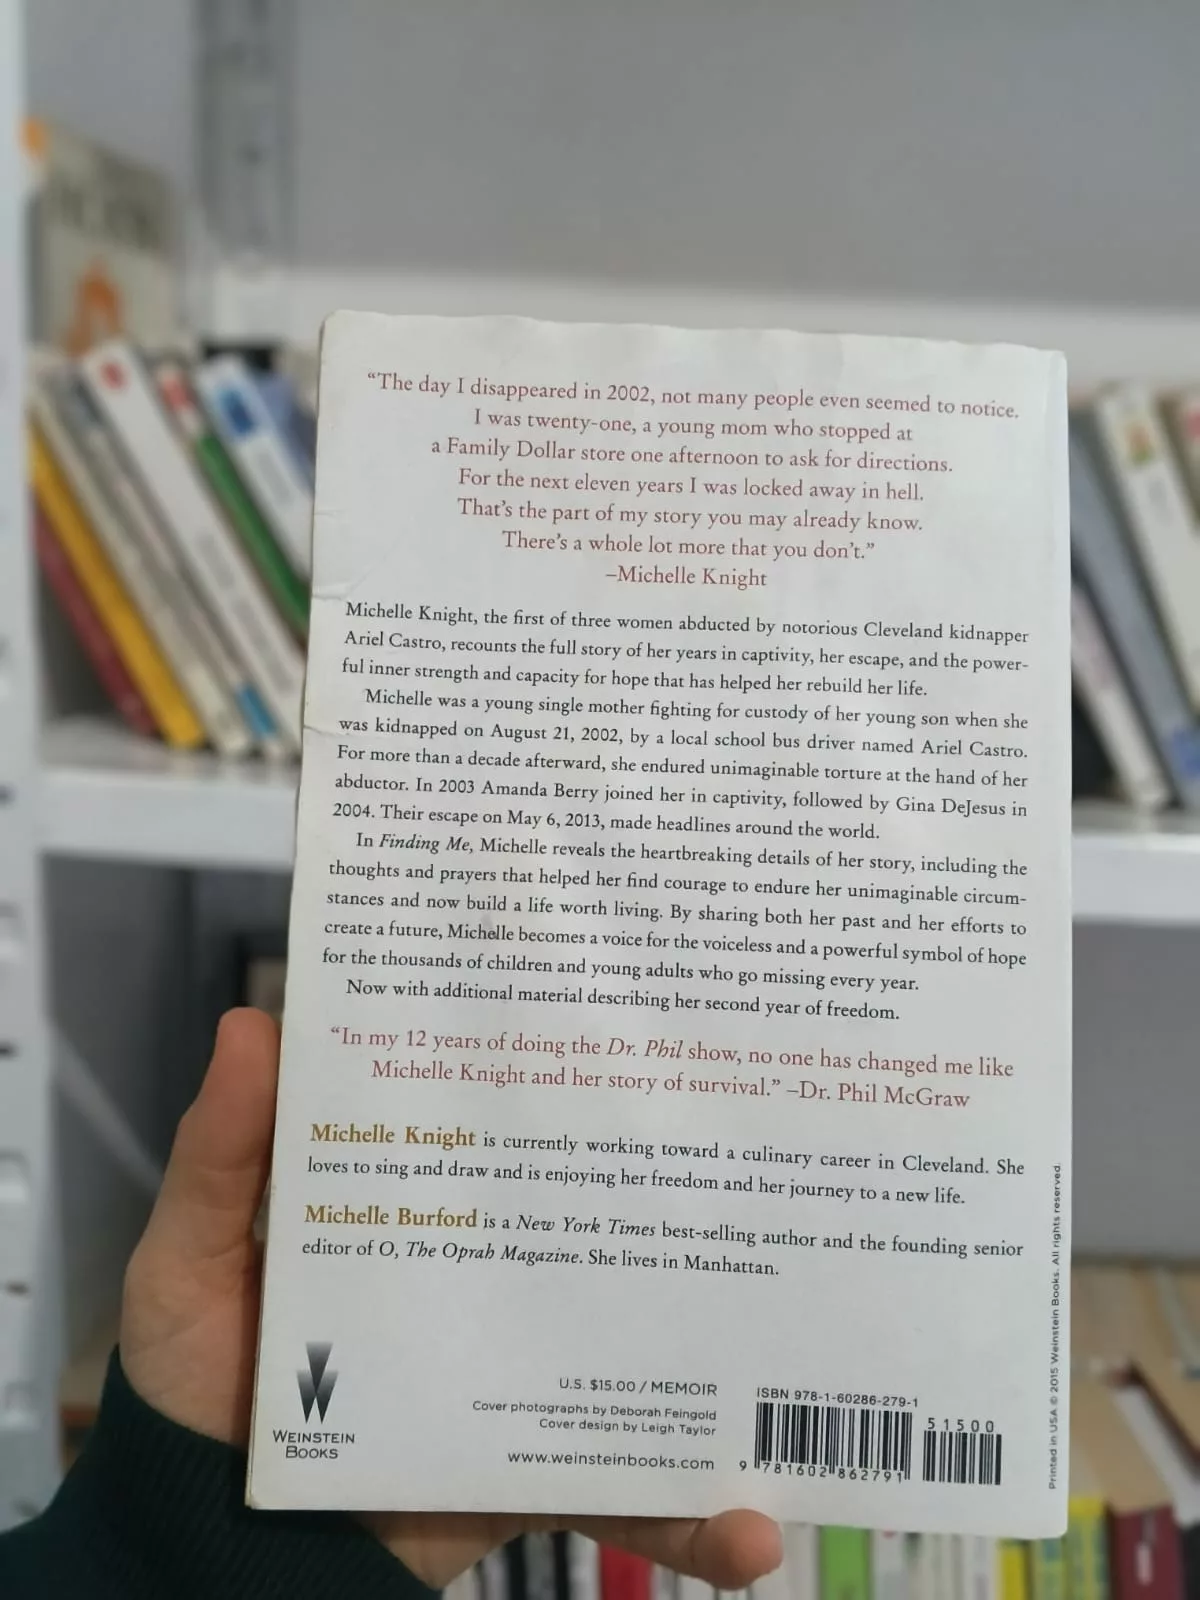 “The day I disappeared in 2002, not many people even seemed to notice.
I was twenty-one, a young mom who stopped at
a Family Dollar store one afternoon to ask for directions.
For the next eleven years I was locked away in hell.
That’s the part of my story you may already know.
There’s a whole lot more that you don’t.”
–Michelle Knight
Michelle Knight, the first of three women abducted by notorious Cleveland kidnapper
Ariel Castro, recounts the full story of her years in captivity, her escape, and the power-
ful inner strength and capacity for hope that has helped her rebuild her life.
Michelle was a young single mother fighting for custody of her young son when she
was kidnapped on August 21, 2002, by a local school bus driver named Ariel Castro.
For more than a decade afterward, she endured unimaginable torture at the hand of her
abductor. In 2003 Amanda Berry joined her in captivity, followed by Gina DeJesus in
2004. Their escape on May 6, 2013, made headlines around the world.
In Finding Me, Michelle reveals the heartbreaking details of her story, including the
thoughts and prayers that helped her find courage to endure her unimaginable circum-
stances and now build a life worth living. By sharing both her past and her efforts to
create a future, Michelle becomes a voice for the voiceless and a powerful symbol of hope
for the thousands of children and young adults who go missing every year.
Now with additional material describing her second year of freedom.
“In my 12 years of doing the Dr. Phil show, no one has changed me like
Michelle Knight and her story of survival.” –Dr. Phil McGraw
Michelle Knight is currently working toward a culinary career in Cleveland. She
loves to sing and draw and is enjoying her freedom and her journey to a new life.
Michelle Burford is a New York Times best-selling author and the founding senior
editor of O, The Oprah Magazine. She lives in Manhattan.
WEINSTEIN
BOOKS
U.S. $15.00 / MEMOIR
Cover photographs by Deborah Feingold
Cover design by Leigh Taylor
www.weinsteinbooks.com
ISBN 978-1-60286-279-1
51500
9 781602 862791
Printed in USA © 2015 Weinstein Books. All rights reserved.